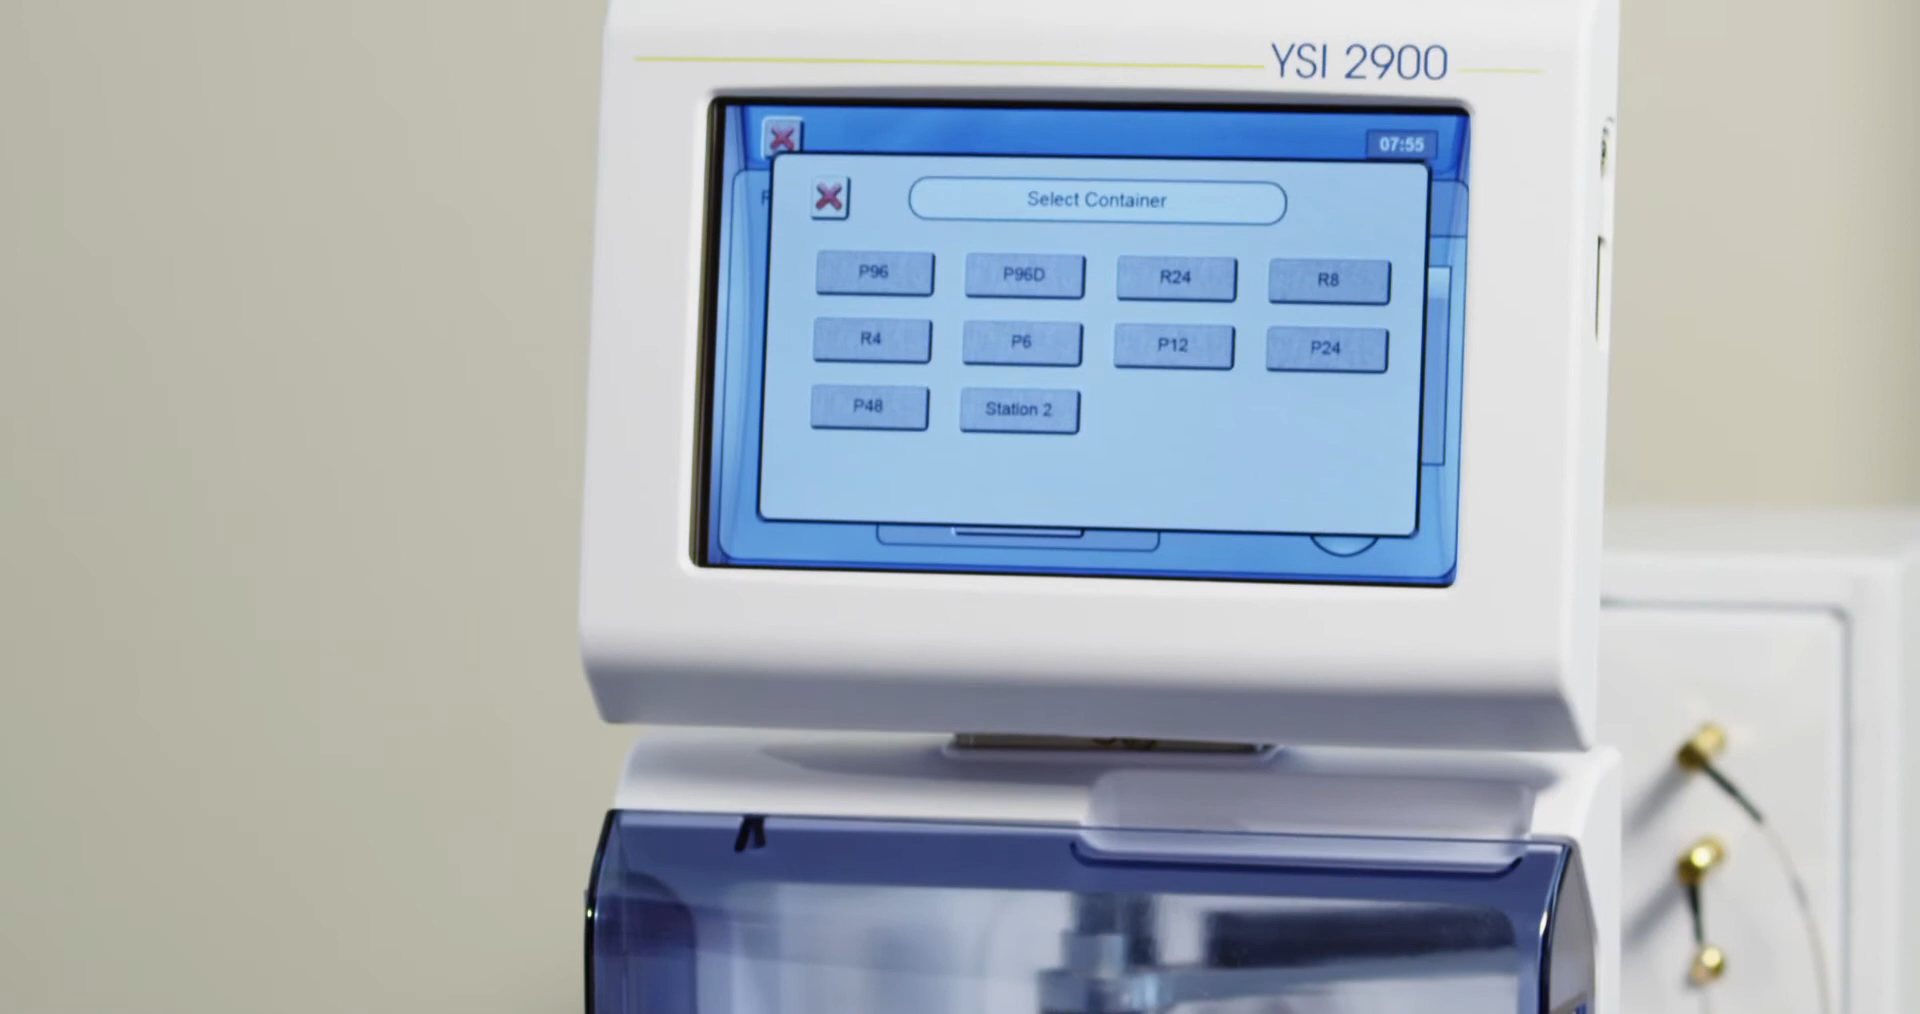 YSI 2900
07:55
Select Container
P96 P96D R24 R8
R4 P6 P12 P24
P48 Station 2